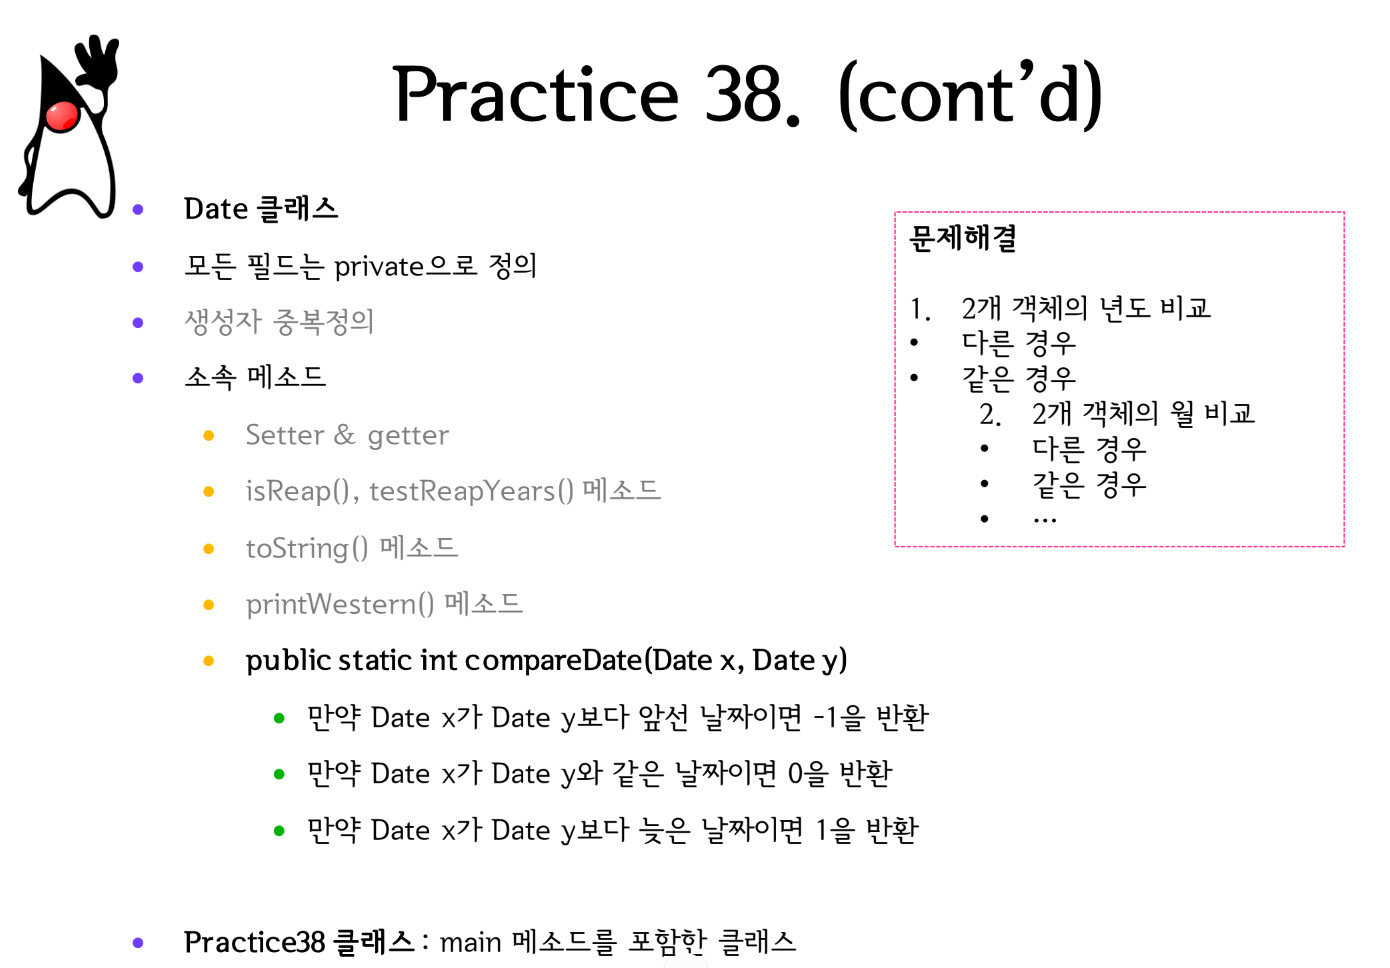 Practice 38. (cont’d)
• Date 클래스
• 모든 필드는 private으로 정의
• 생성자 중복정의
• 소속 메소드
• Setter & getter
• isReap(), testReapYears() 메소드
• toString() 메소드
• printWestern() 메소드
• public static int compareDate(Date x, Date y)
• 만약 Date x가 Date y보다 앞선 날짜이면 -1을 반환
• 만약 Date x가 Date y와 같은 날짜이면 0을 반환
• 만약 Date x가 Date y보다 늦은 날짜이면 1을 반환
• Practice38 클래스 : main 메소드를 포함한 클래스
문제해결
1. 2개 객체의 년도 비교
• 다른 경우
• 같은 경우
2. 2개 객체의 월 비교
• 다른 경우
• 같은 경우
• …